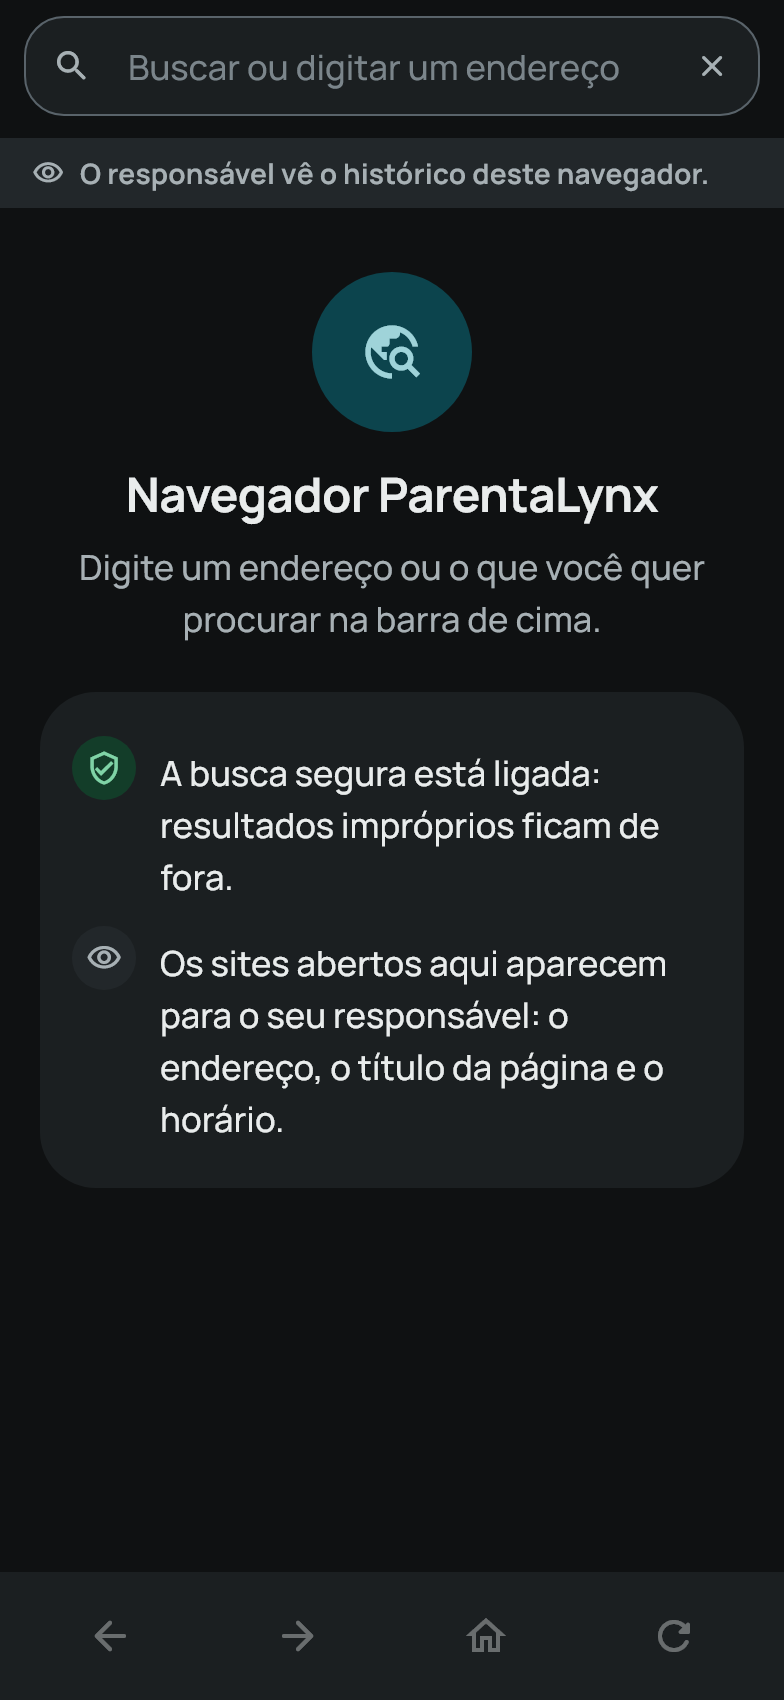 Buscar ou digitar um endereço
O responsável vê o histórico deste navegador.
Navegador ParentaLynx
Digite um endereço ou o que você quer
procurar na barra de cima.
A busca segura está ligada:
resultados impróprios ficam de
fora.
Os sites abertos aqui aparecem
para o seu responsável: o
endereço, o título da página e o
horário.